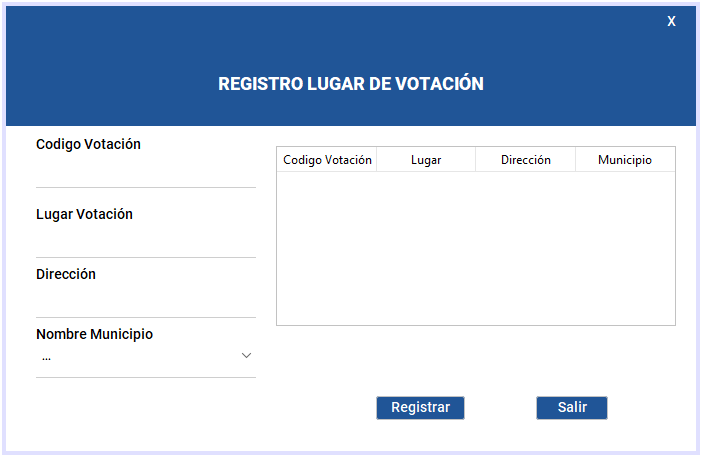 X
REGISTRO LUGAR DE VOTACIÓN
Codigo Votación
Lugar Votación
Dirección
Nombre Municipio
...
Codigo Votación Lugar Dirección Municipio
Registrar Salir